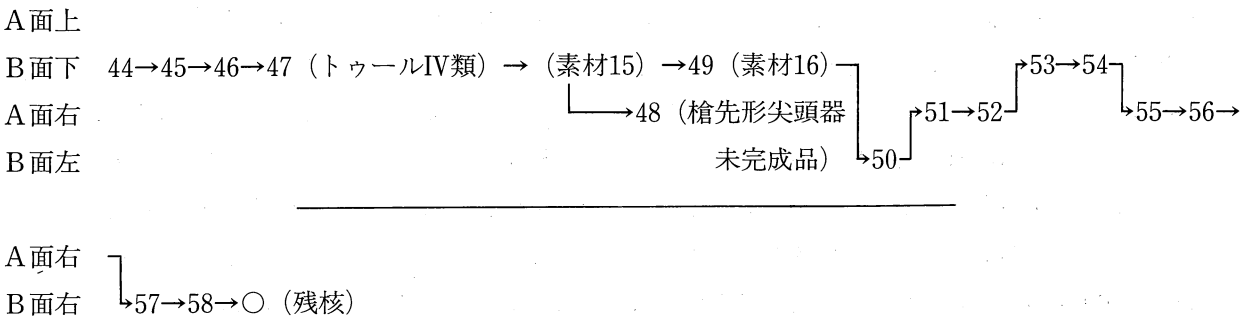 A面上
B面下 44→45→46→47（トゥールⅣ類）→（素材15）→49（素材16） 53→54
A面右 →48（槍先形尖頭器 →51→52 →55→56→
B面左 未完成品） →50
A面右
B面右 →57→58→○（残核）